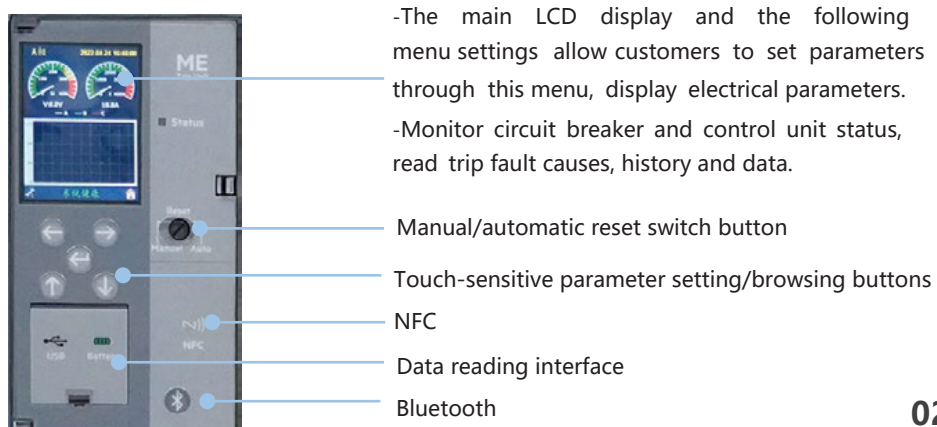 -The main LCD display and the following
menu settings allow customers to set parameters
through this menu, display electrical parameters.
-Monitor circuit breaker and control unit status,
read trip fault causes, history and data.
Manual/automatic reset switch button
Touch-sensitive parameter setting/browsing buttons
NFC
Data reading interface
Bluetooth
02
ME
Status
Reset
Manual Auto
NFC
USB Battery
A B C